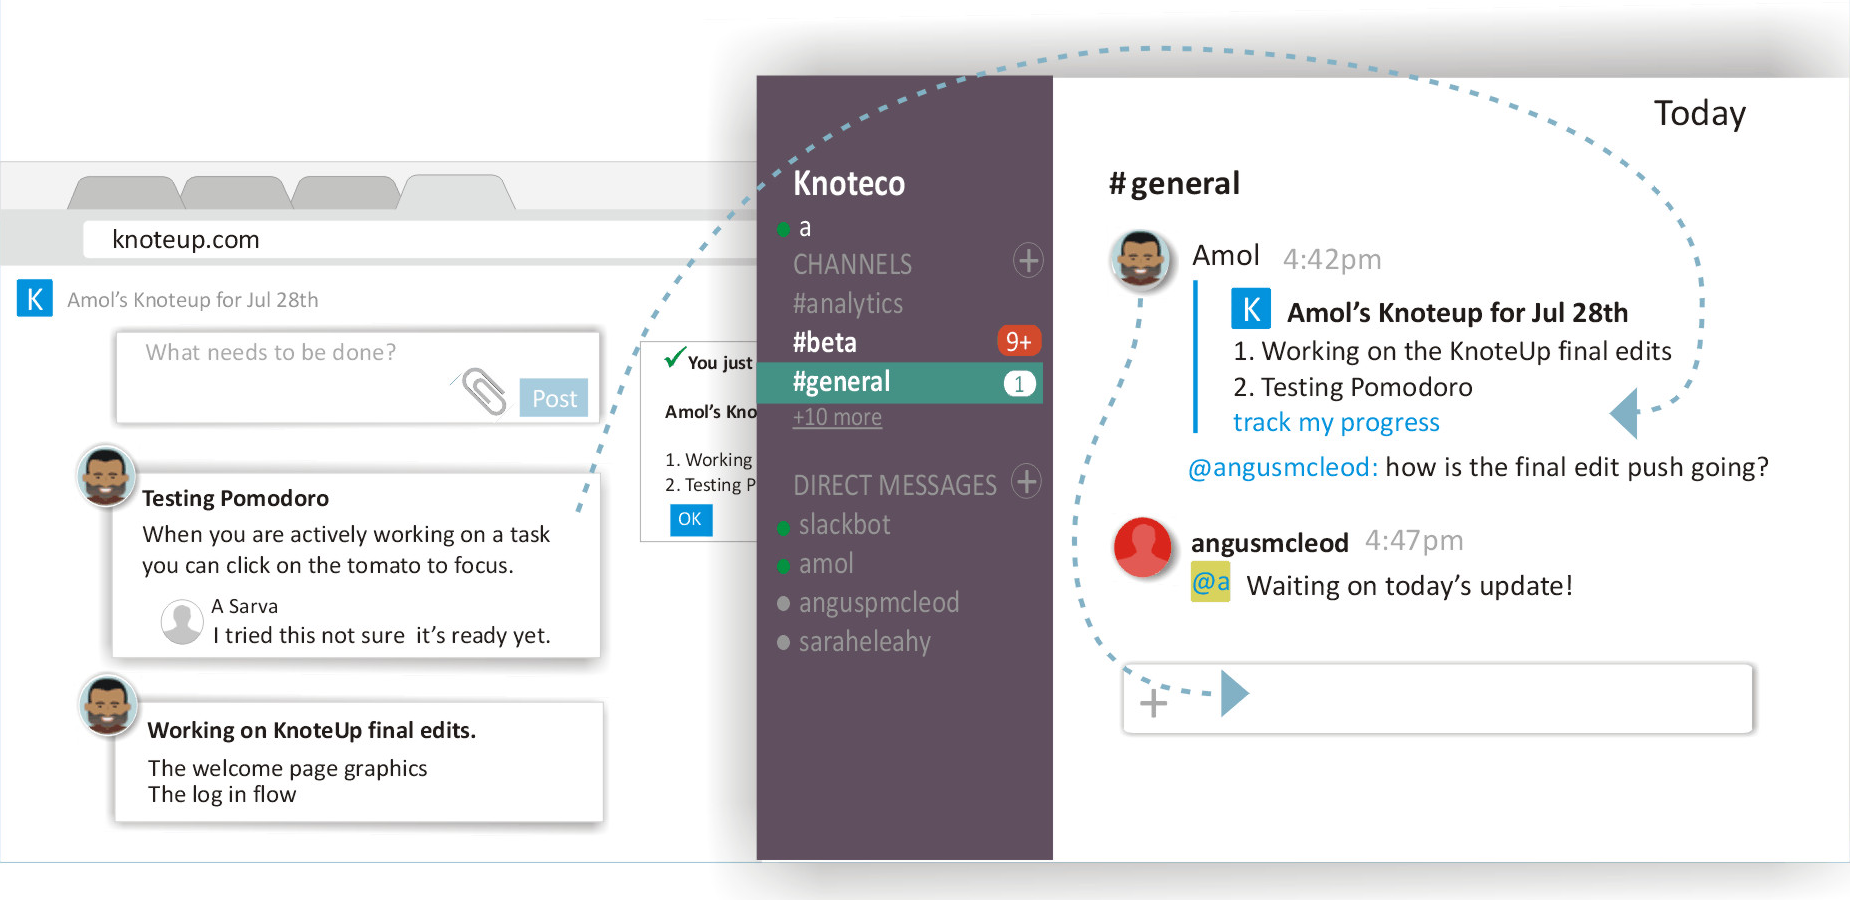 knoteup.com
K Amol's Knoteup for Jul 28th
What needs to be done?
Post
Testing Pomodoro
When you are actively working on a task
you can click on the tomato to focus.
A Sarva
I tried this not sure it's ready yet.
Working on KnoteUp final edits.
The welcome page graphics
The log in flow
You just
Amol's Kno
1. Working
2. Testing P
OK
Knoteco
a
CHANNELS
#analytics
#beta 9+
#general 1
+10 more
DIRECT MESSAGES
slackbot
amol
anguspmcleod
saraheleahy
Today
#general
Amol 4:42pm
K Amol's Knoteup for Jul 28th
1. Working on the KnoteUp final edits
2. Testing Pomodoro
track my progress
@angusmcleod: how is the final edit push going?
angusmcleod 4:47pm
@a Waiting on today's update!